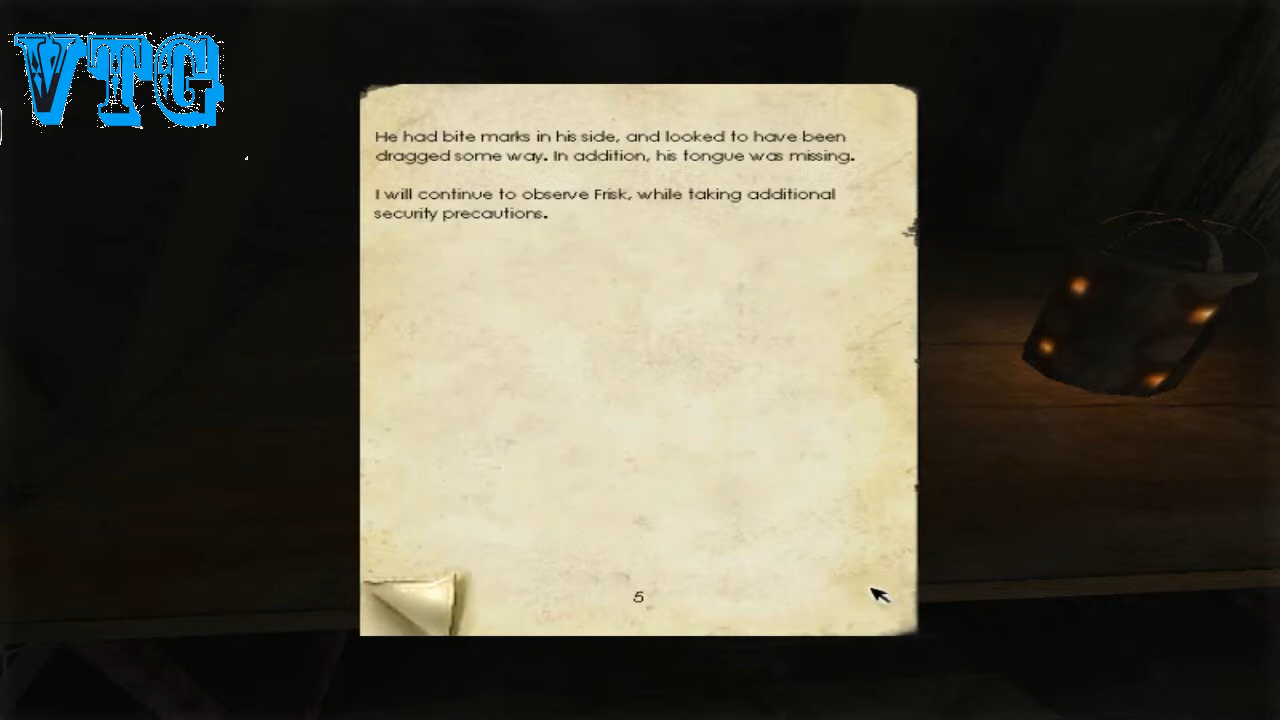 VTG
He had bite marks in his side, and looked to have been
dragged some way. In addition, his tongue was missing.
I will continue to observe Frisk, while taking additional
security precautions.
5